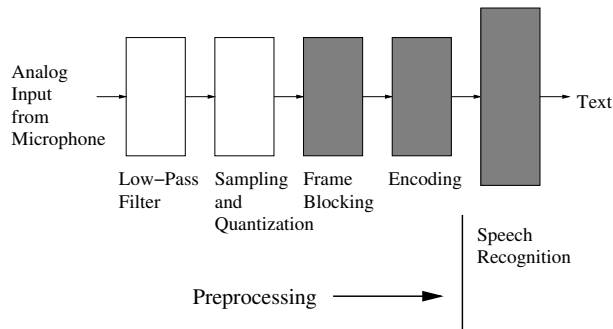 Analog
Input
from
Microphone
Text
Low−Pass
Filter
Sampling
and
Quantization
Frame
Blocking
Encoding
Speech
Recognition
Preprocessing